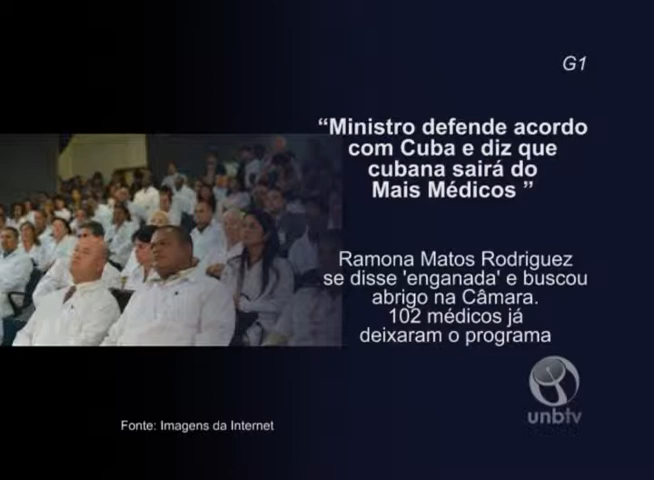 G1
“Ministro defende acordo
com Cuba e diz que
cubana sairá do
Mais Médicos ”
Ramona Matos Rodriguez
se disse 'enganada' e buscou
abrigo na Câmara.
102 médicos já
deixaram o programa
unbtv
Fonte: Imagens da Internet